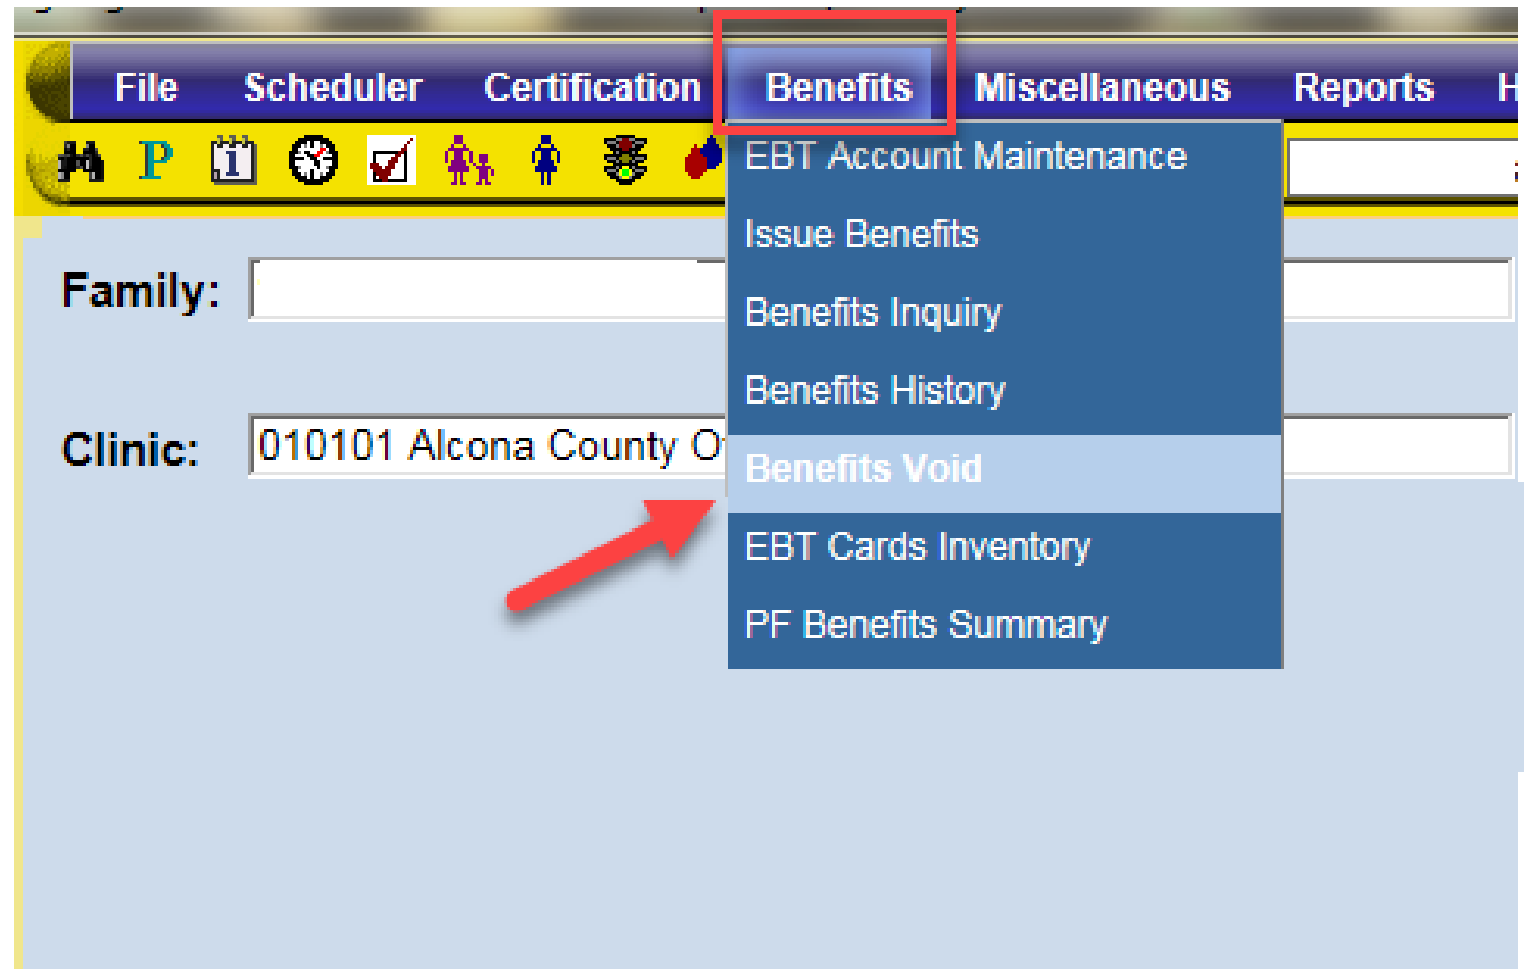 File Scheduler Certification Benefits Miscellaneous Reports
P 1
EBT Account Maintenance
Issue Benefits
Family:
Benefits Inquiry
Benefits History
Clinic: 010101 Alcona County
Benefits Void
EBT Cards Inventory
PF Benefits Summary